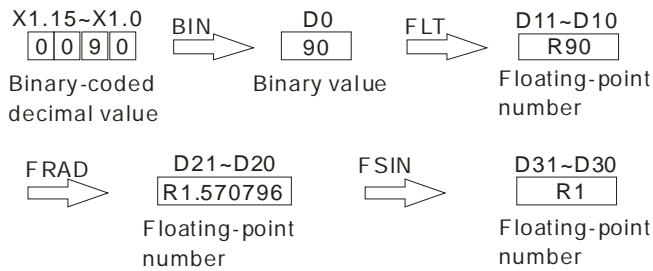 X1.15~X1.0
BIN
D0
FLT
D11~D10
0 0 9 0
90
R90
Binary-coded
decimal value
Binary value
Floating-point
number
FRAD
D21~D20
FSIN
D31~D30
R1.570796
R1
Floating-point
number
Floating-point
number